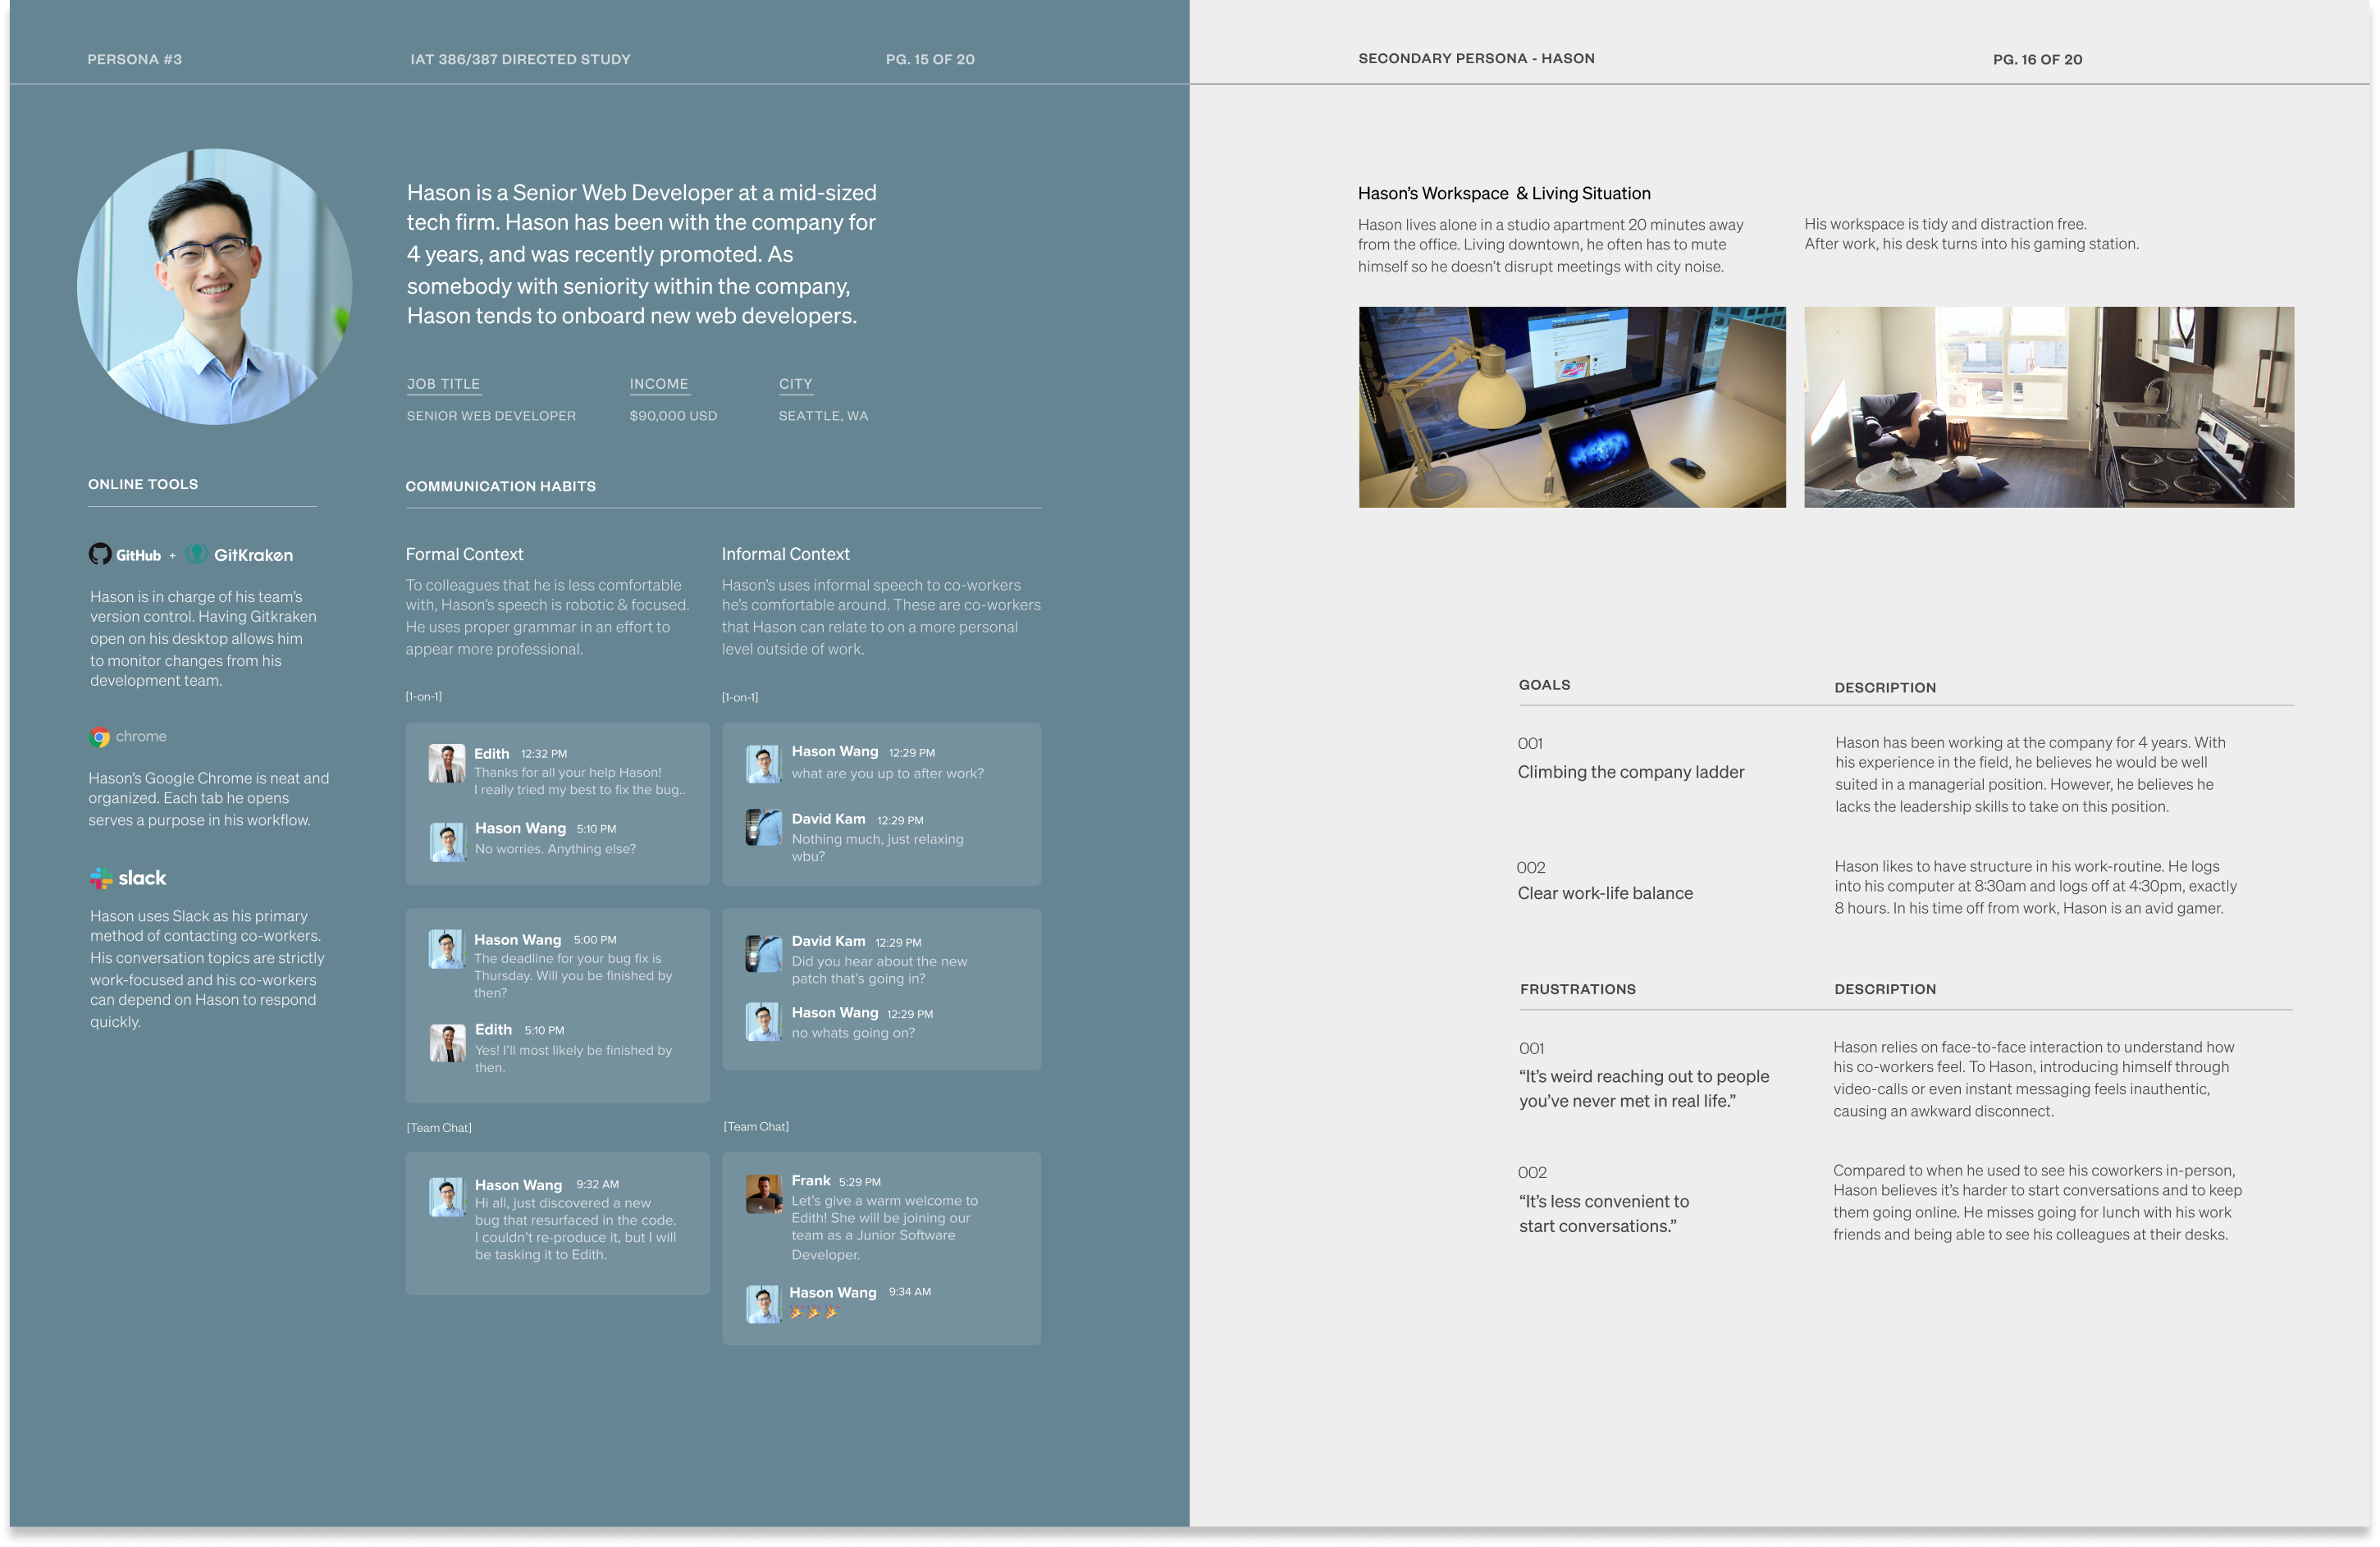 PERSONA #3
IAT 386/387 DIRECTED STUDY
PG. 15 OF 20
Hason is a Senior Web Developer at a mid-sized
tech firm. Hason has been with the company for
4 years, and was recently promoted. As
somebody with seniority within the company,
Hason tends to onboard new web developers.
JOB TITLE
SENIOR WEB DEVELOPER
INCOME
$90,000 USD
CITY
SEATTLE, WA
ONLINE TOOLS
GitHub + GitKraken
Hason is in charge of his team's
version control. Having Gitkraken
open on his desktop allows him
to monitor changes from his
development team.
chrome
Hason's Google Chrome is neat and
organized. Each tab he opens
serves a purpose in his workflow.
slack
Hason uses Slack as his primary
method of contacting co-workers.
His conversation topics are strictly
work-focused and his co-workers
can depend on Hason to respond
quickly.
COMMUNICATION HABITS
Formal Context
To colleagues that he is less comfortable
with, Hason's speech is robotic & focused.
He uses proper grammar in an effort to
appear more professional.
[1-on-1]
Edith 12:32 PM
Thanks for all your help Hason!
I really tried my best to fix the bug..
Hason Wang 5:10 PM
No worries. Anything else?
Hason Wang 5:00 PM
The deadline for your bug fix is
Thursday. Will you be finished by
then?
Edith 5:10 PM
Yes! I'll most likely be finished by
then.
[Team Chat]
Hason Wang 9:32 AM
Hi all, just discovered a new
bug that resurfaced in the code.
I couldn't re-produce it, but I will
be tasking it to Edith.
Informal Context
Hason's uses informal speech to co-workers
he's comfortable around. These are co-workers
that Hason can relate to on a more personal
level outside of work.
[1-on-1]
Hason Wang 12:29 PM
what are you up to after work?
David Kam 12:29 PM
Nothing much, just relaxing
wbu?
David Kam 12:29 PM
Did you hear about the new
patch that's going in?
Hason Wang 12:29 PM
no whats going on?
[Team Chat]
Frank 5:29 PM
Let's give a warm welcome to
Edith! She will be joining our
team as a Junior Software
Developer.
Hason Wang 9:34 AM
🎉🎉🎉
SECONDARY PERSONA - HASON
PG. 16 OF 20
Hason's Workspace & Living Situation
Hason lives alone in a studio apartment 20 minutes away
from the office. Living downtown, he often has to mute
himself so he doesn't disrupt meetings with city noise.
His workspace is tidy and distraction free.
After work, his desk turns into his gaming station.
GOALS
DESCRIPTION
001
Climbing the company ladder
Hason has been working at the company for 4 years. With
his experience in the field, he believes he would be well
suited in a managerial position. However, he believes he
lacks the leadership skills to take on this position.
002
Clear work-life balance
Hason likes to have structure in his work-routine. He logs
into his computer at 8:30am and logs off at 4:30pm, exactly
8 hours. In his time off from work, Hason is an avid gamer.
FRUSTRATIONS
DESCRIPTION
001
“It's weird reaching out to people
you've never met in real life.”
Hason relies on face-to-face interaction to understand how
his co-workers feel. To Hason, introducing himself through
video-calls or even instant messaging feels inauthentic,
causing an awkward disconnect.
002
“It's less convenient to
start conversations.”
Compared to when he used to see his coworkers in-person,
Hason believes it's harder to start conversations and to keep
them going online. He misses going for lunch with his work
friends and being able to see his colleagues at their desks.